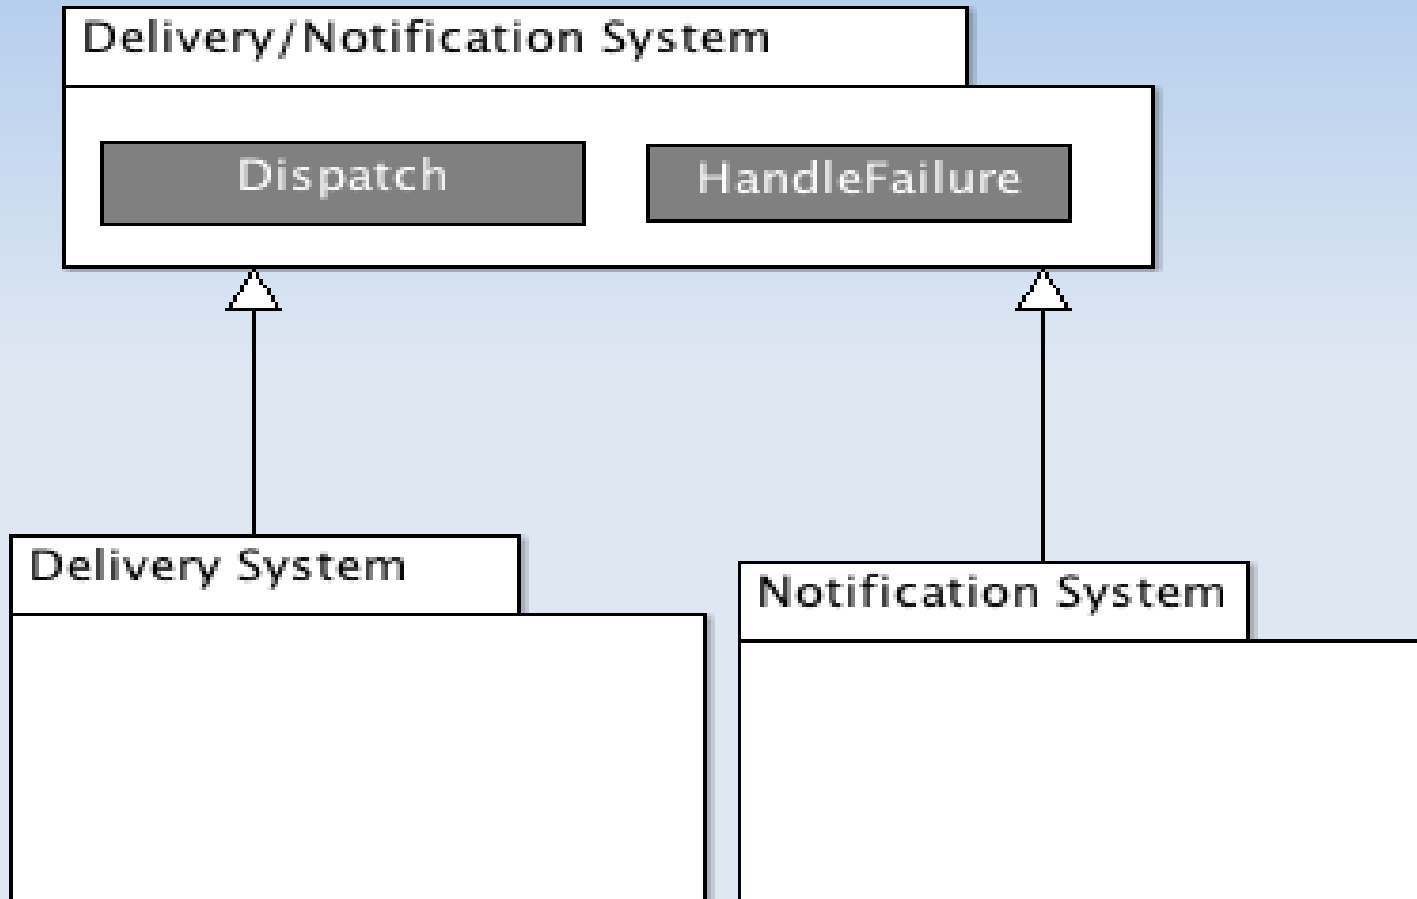 Delivery/Notification System
Dispatch
HandleFailure
Delivery System
Notification System